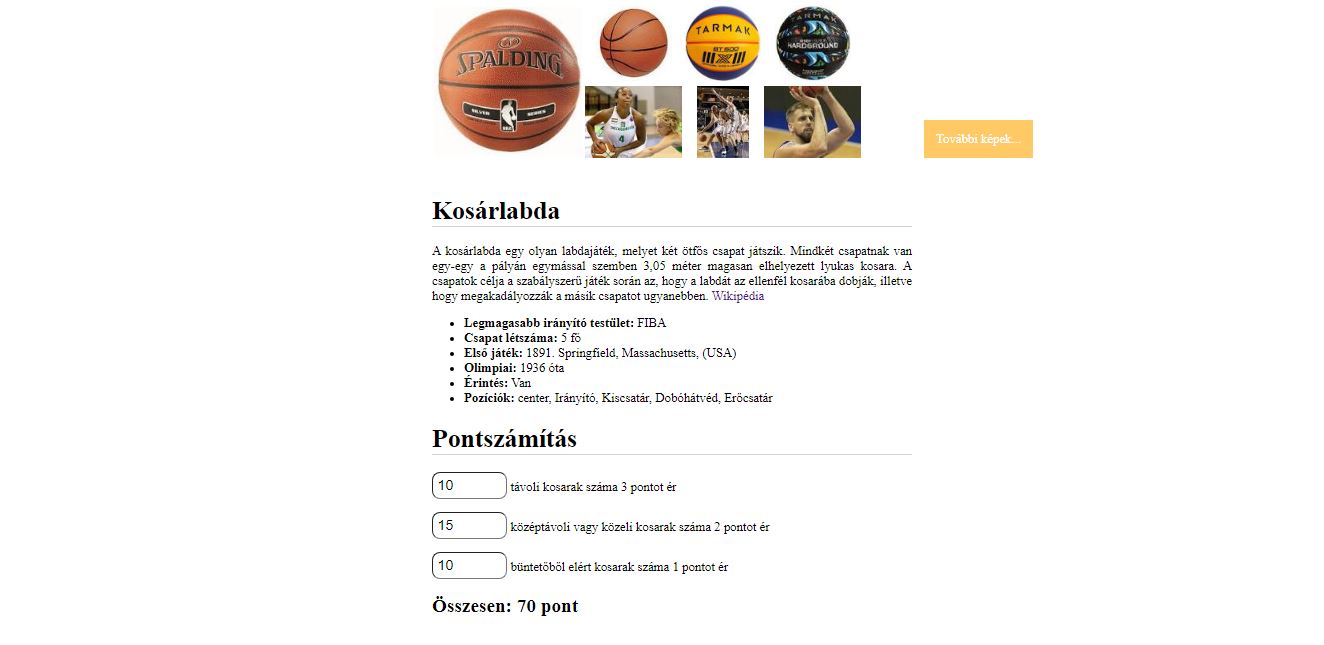 SPALDING
SILVER SERIES
TARMAK
BT 500
TARMAK
HARDGROUND
4
További képek...
Kosárlabda
A kosárlabda egy olyan labdajáték, melyet két ötfős csapat játszik. Mindkét csapatnak van
egy-egy a pályán egymással szemben 3,05 méter magasan elhelyezett lyukas kosara. A
csapatok célja a szabályszerű játék során az, hogy a labdát az ellenfél kosarába dobják, illetve
hogy megakadályozzák a másik csapatot ugyanebben. Wikipédia
• Legmagasabb irányító testület: FIBA
• Csapat létszáma: 5 fő
• Első játék: 1891. Springfield, Massachusetts, (USA)
• Olimpiai: 1936 óta
• Érintés: Van
• Pozíciók: center, Irányító, Kiscsatár, Dobóhátvéd, Erőcsatár
Pontszámítás
10 távoli kosarak száma 3 pontot ér
15 középtávoli vagy közeli kosarak száma 2 pontot ér
10 büntetőből elért kosarak száma 1 pontot ér
Összesen: 70 pont